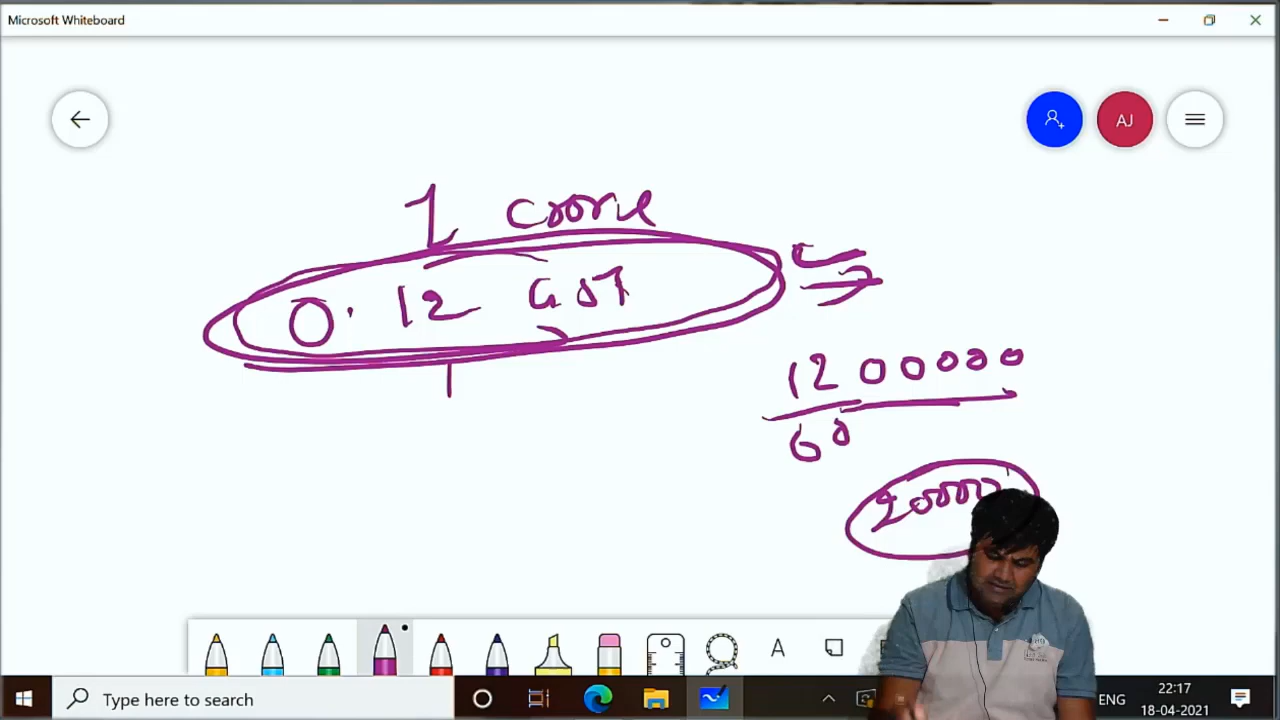 Microsoft Whiteboard
AJ
1 crore
0.12 GST
1200000
60
A
Type here to search
ENG
22:17
18-04-2021